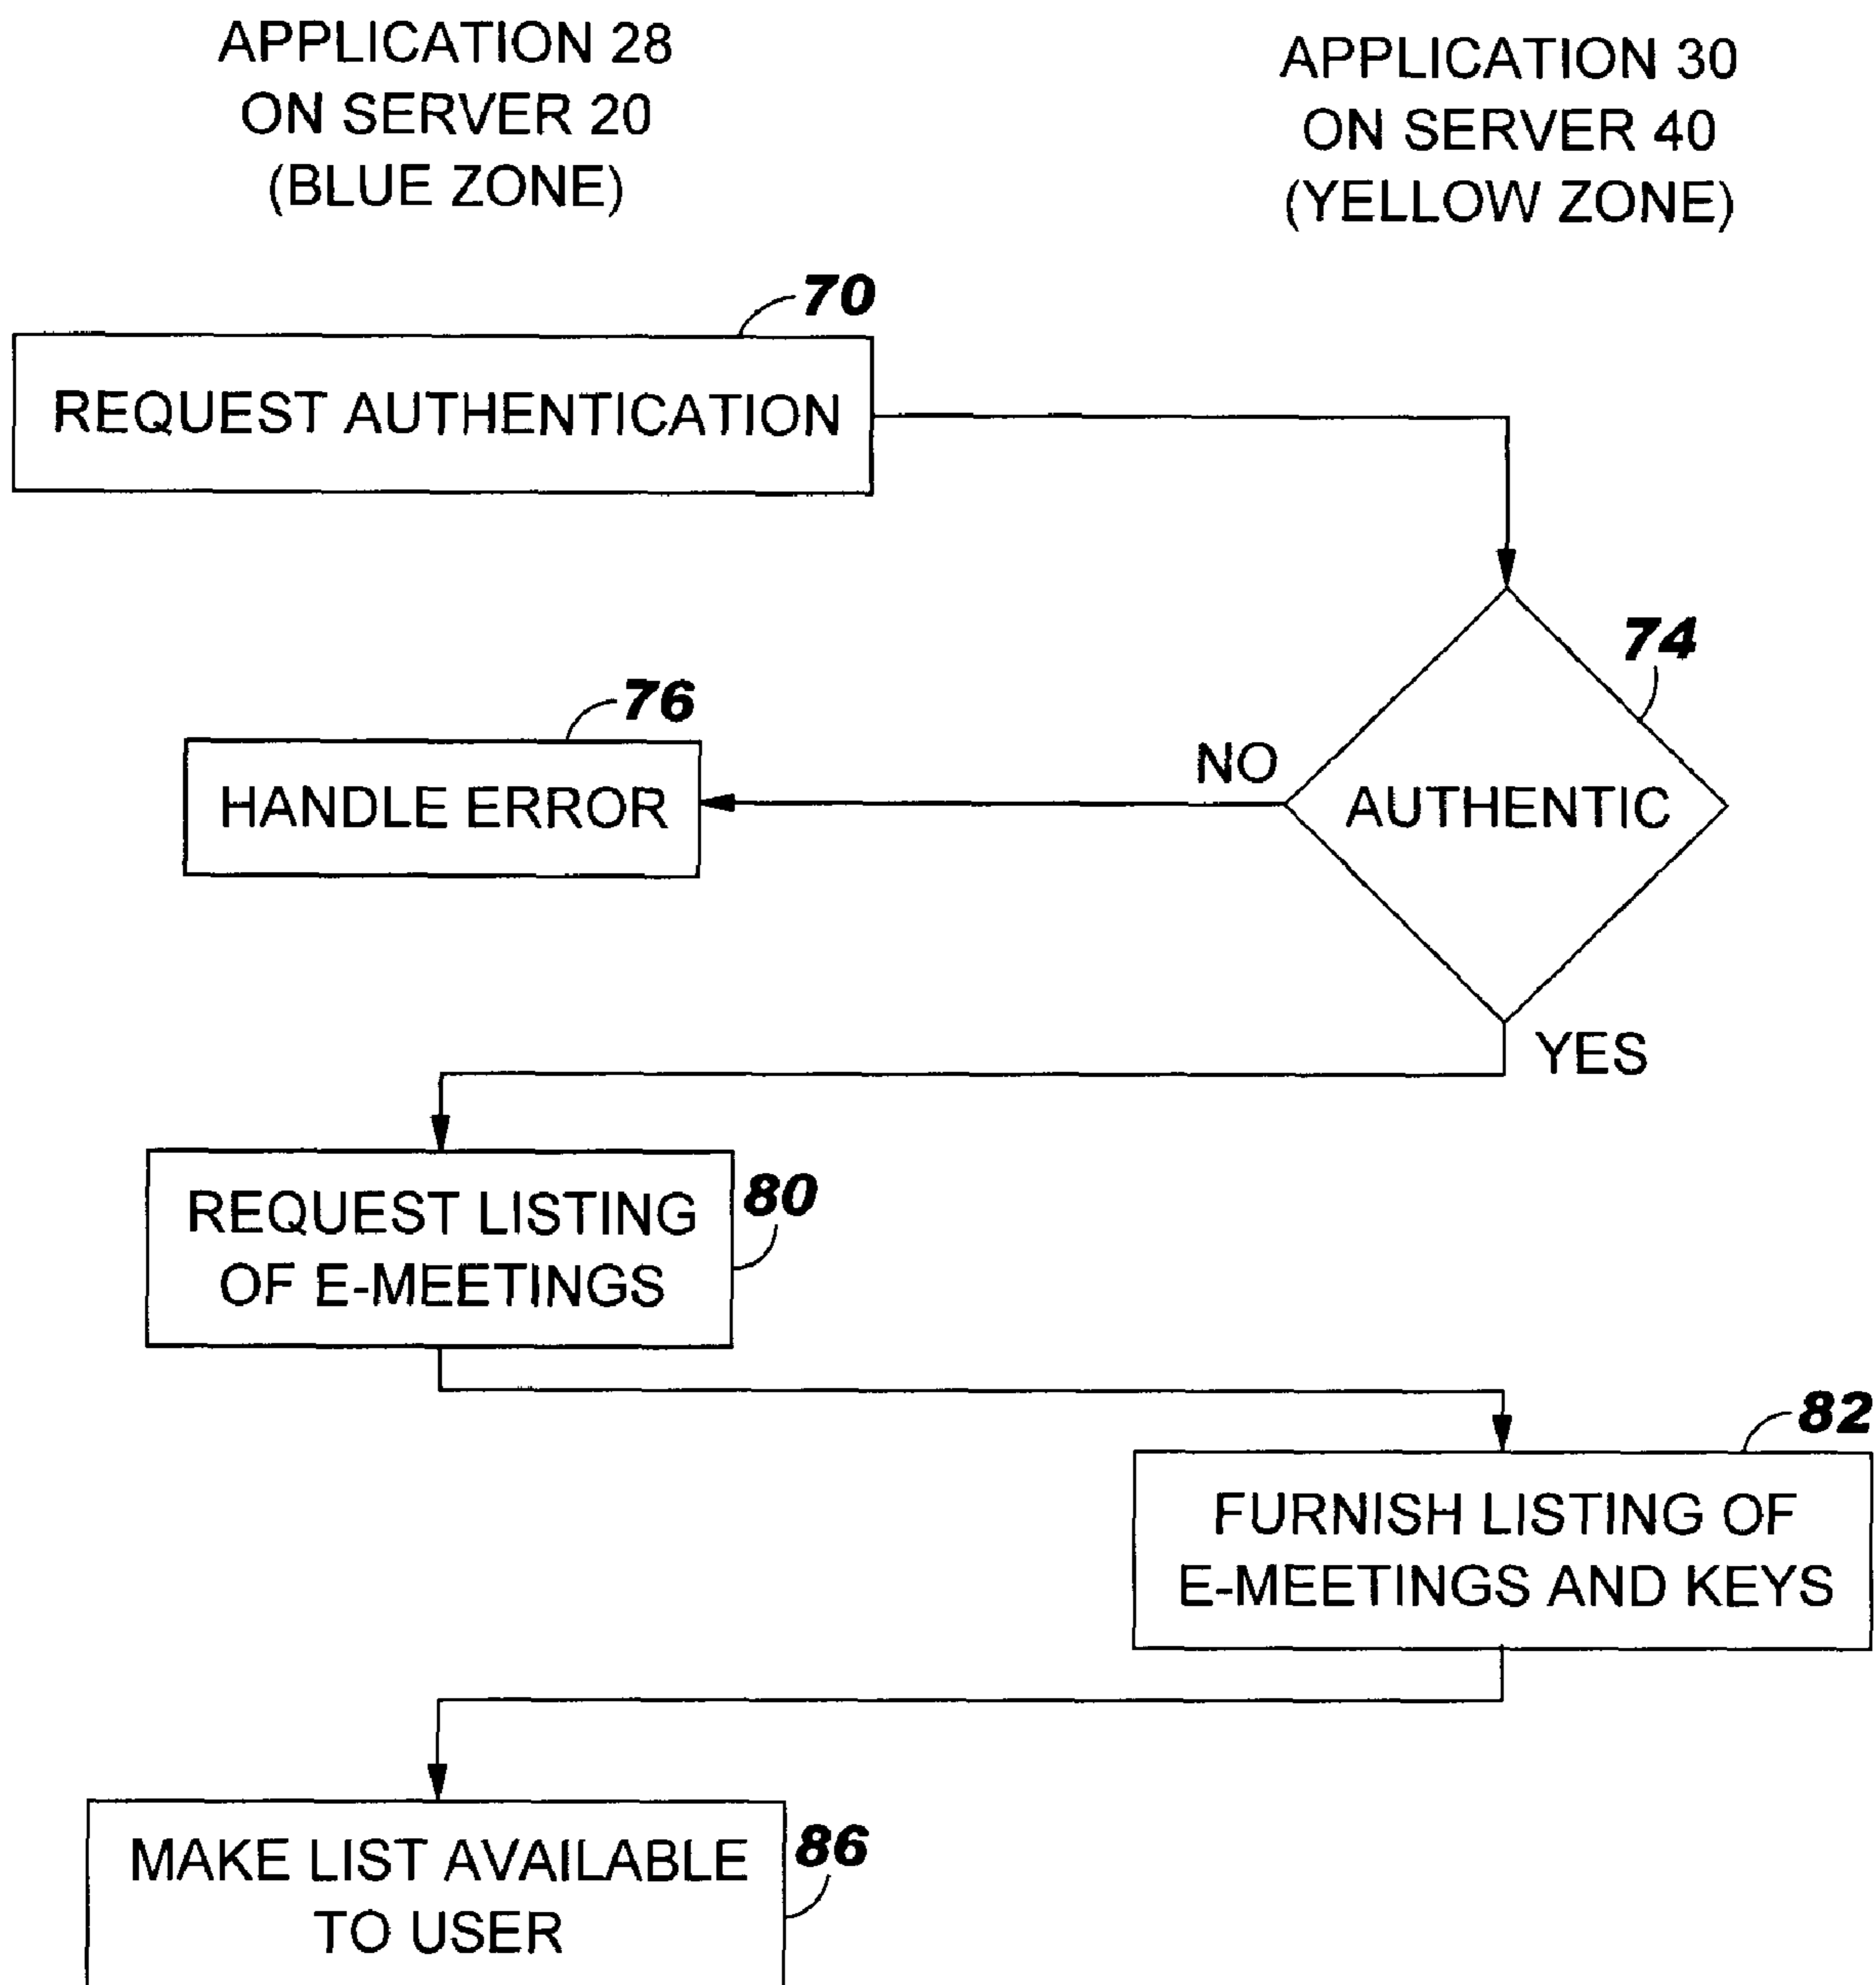 APPLICATION 28
ON SERVER 20
(BLUE ZONE)
APPLICATION 30
ON SERVER 40
(YELLOW ZONE)
70
REQUEST AUTHENTICATION
74
76
NO
HANDLE ERROR
AUTHENTIC
YES
80
REQUEST LISTING
OF E-MEETINGS
82
FURNISH LISTING OF
E-MEETINGS AND KEYS
86
MAKE LIST AVAILABLE
TO USER